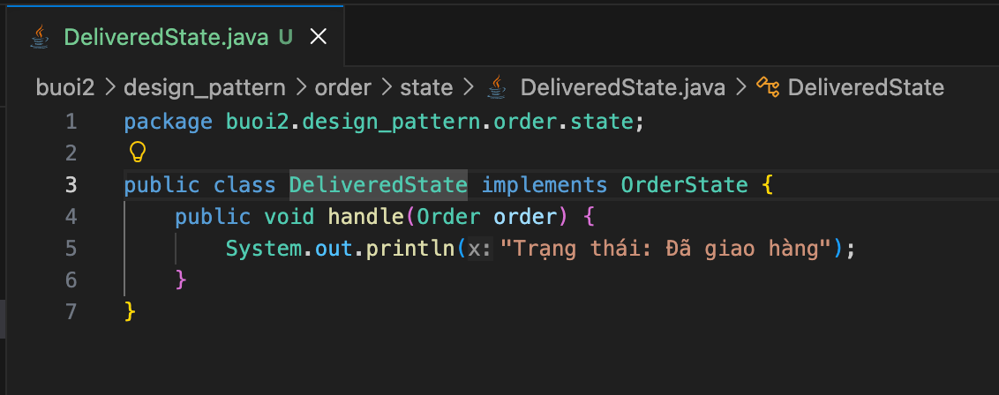 DeliveredState.java U
buoi2 > design_pattern > order > state > DeliveredState.java > DeliveredState
1 package buoi2.design_pattern.order.state;
2
3 public class DeliveredState implements OrderState {
4 public void handle(Order order) {
5 System.out.println(x: "Trạng thái: Đã giao hàng");
6 }
7 }